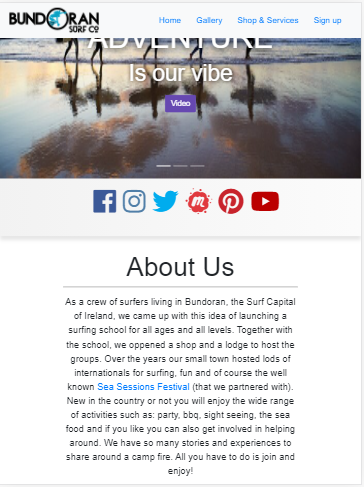 BUNDORAN
SURF CO
Home Gallery Shop & Services Sign up
ADVENTURE
Is our vibe
Video
About Us
As a crew of surfers living in Bundoran, the Surf Capital
of Ireland, we came up with this idea of launching a
surfing school for all ages and all levels. Together with
the school, we oppened a shop and a lodge to host the
groups. Over the years our small town hosted lods of
internationals for surfing, fun and of course the well
known Sea Sessions Festival (that we partnered with).
New in the country or not you will enjoy the wide range
of activities such as: party, bbq, sight seeing, the sea
food and if you like you can also get involved in helping
around. We have so many stories and experiences to
share around a camp fire. All you have to do is join and
enjoy!